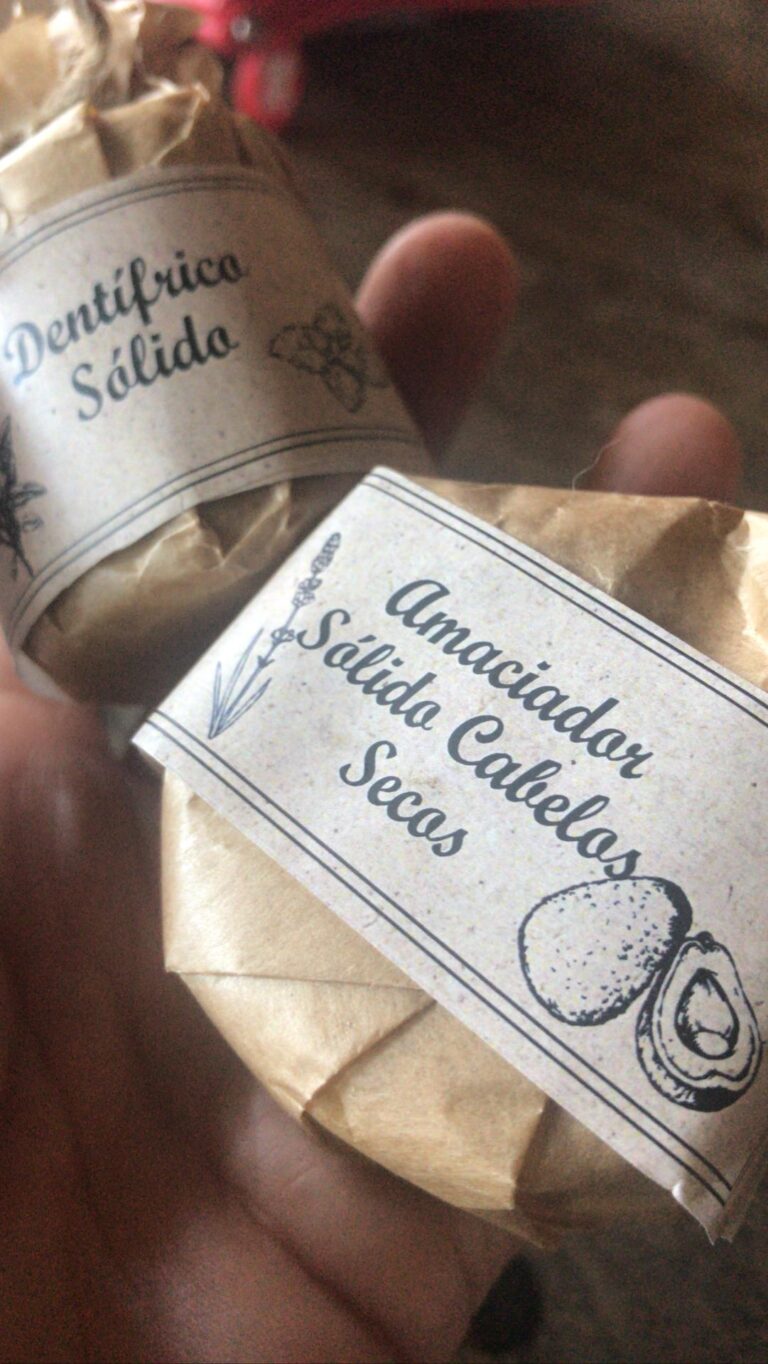 Dentífrico
Sólido
Amaciador
Sólido Cabelos
Secos